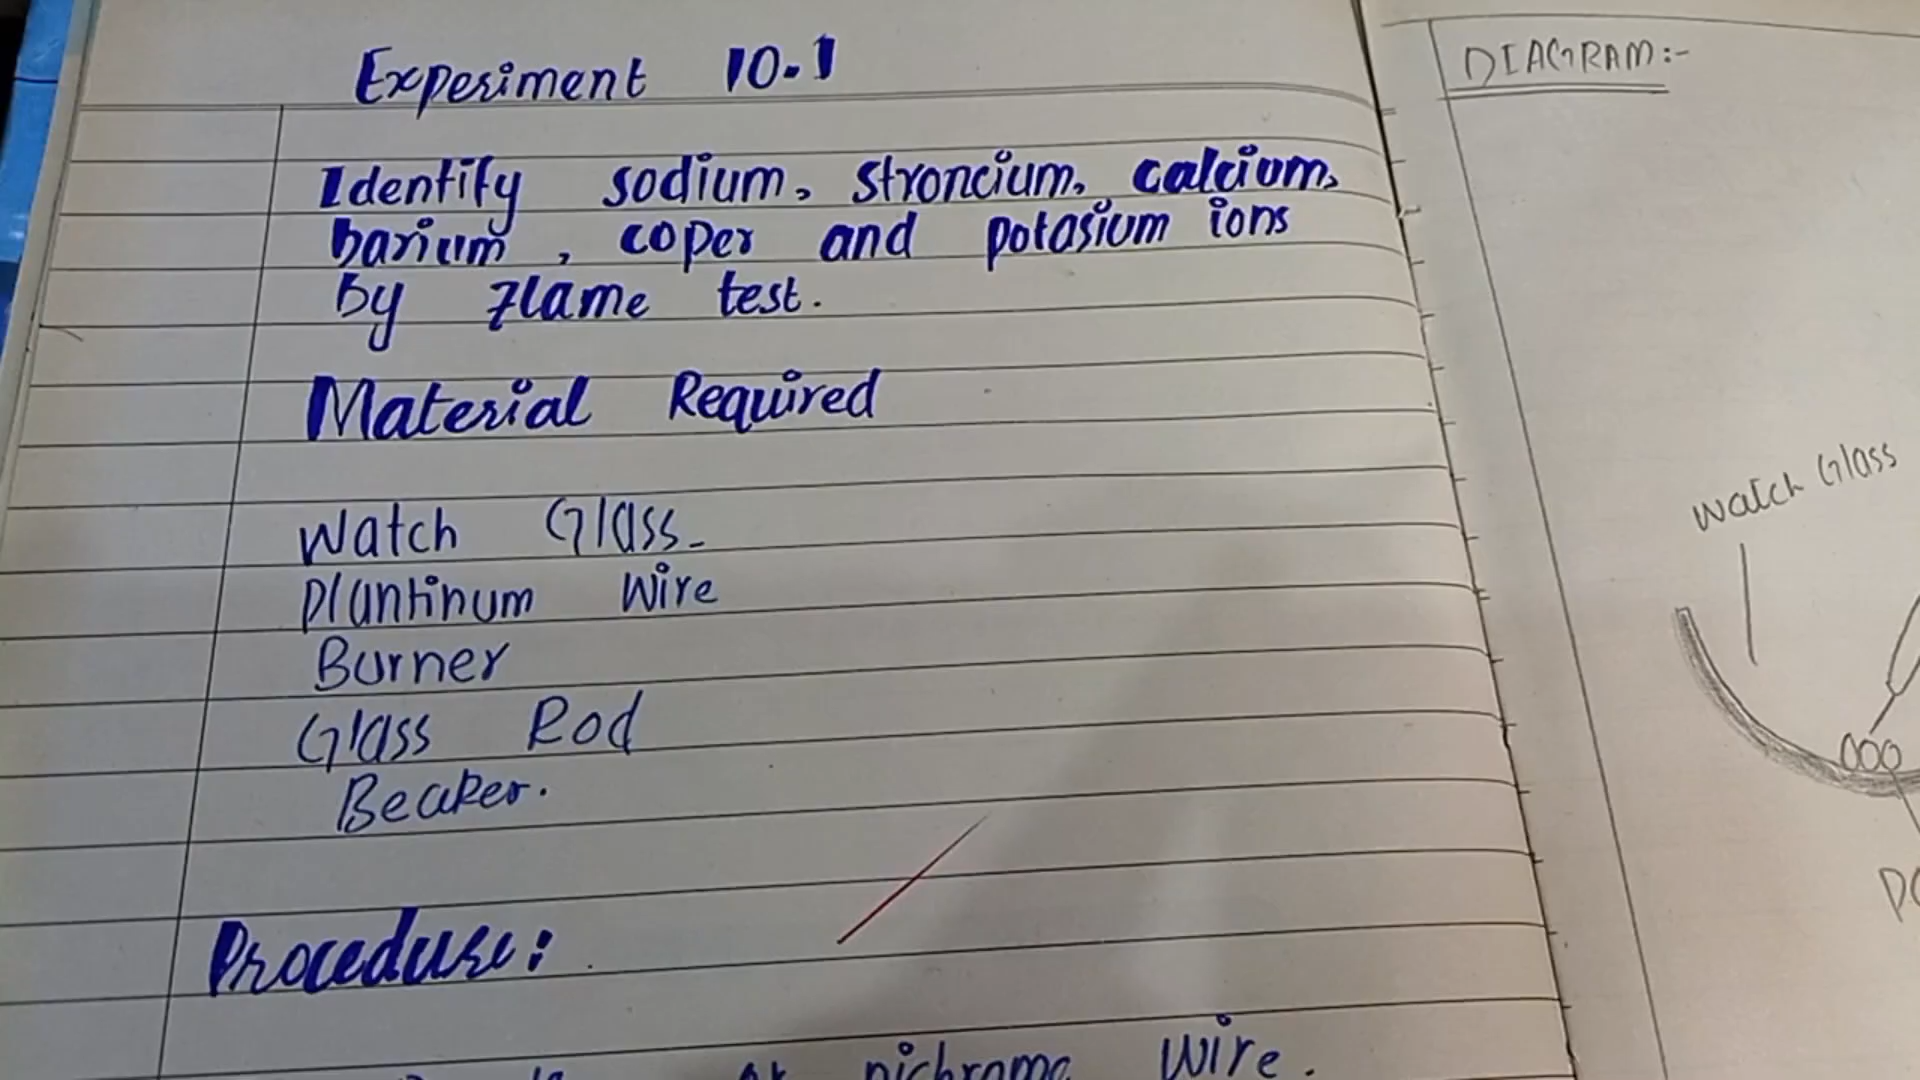 Experiment 10.1
Identify sodium, stroncium, calcium,
barium, coper and potasium ions
by flame test.
Material Required
Watch Glass
Plantinum Wire
Burner
Glass Rod
Beaker.
Procedure:
or nichrome wire.
DIAGRAM:-
Watch Glass